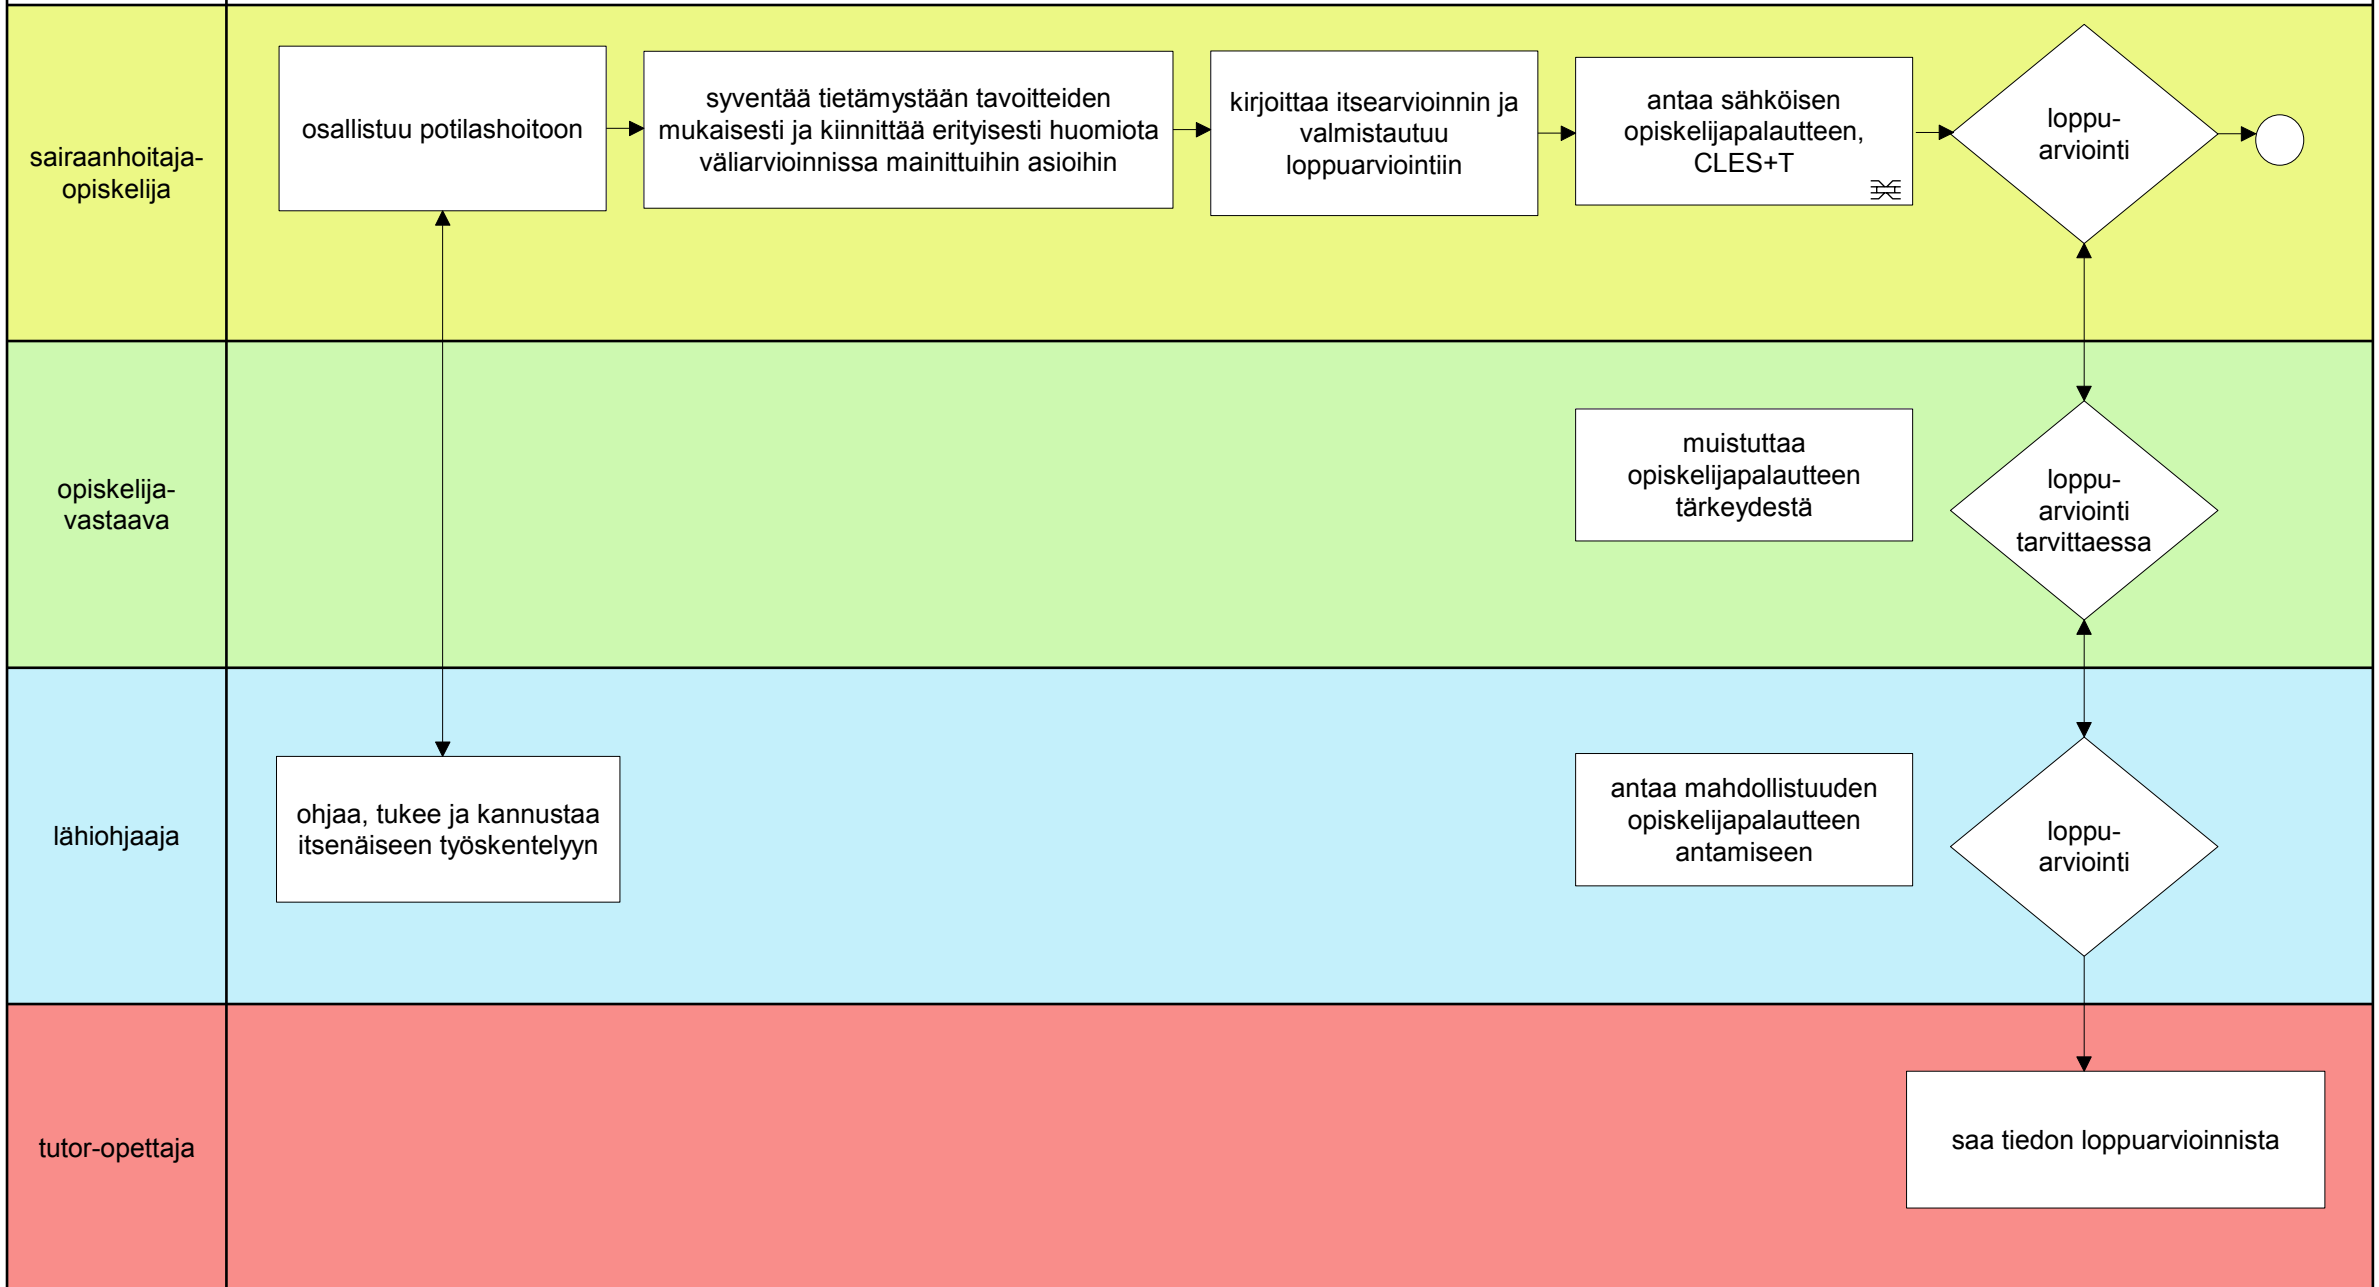 sairaanhoitaja-
opiskelija
osallistuu potilashoitoon
syventää tietämystään tavoitteiden
mukaisesti ja kiinnittää erityisesti huomiota
väliarvioinnissa mainittuihin asioihin
kirjoittaa itsearvioinnin ja
valmistautuu
loppuarviointiin
antaa sähköisen
opiskelijapalautteen,
CLES+T
loppu-
arviointi
opiskelija-
vastaava
muistuttaa
opiskelijapalautteen
tärkeydestä
loppu-
arviointi
tarvittaessa
lähiohjaaja
ohjaa, tukee ja kannustaa
itsenäiseen työskentelyyn
antaa mahdollistuuden
opiskelijapalautteen
antamiseen
loppu-
arviointi
tutor-opettaja
saa tiedon loppuarvioinnista